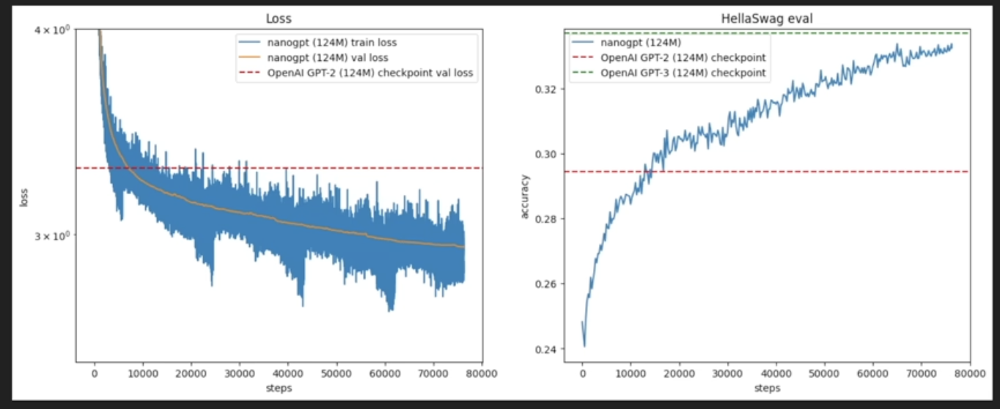 Loss
4 × 10⁰
3 × 10⁰
loss
nanogpt (124M) train loss
nanogpt (124M) val loss
OpenAI GPT-2 (124M) checkpoint val loss
0 10000 20000 30000 40000 50000 60000 70000 80000
steps
HellaSwag eval
nanogpt (124M)
OpenAI GPT-2 (124M) checkpoint
OpenAI GPT-3 (124M) checkpoint
0.32
0.30
0.28
0.26
0.24
accuracy
0 10000 20000 30000 40000 50000 60000 70000 80000
steps